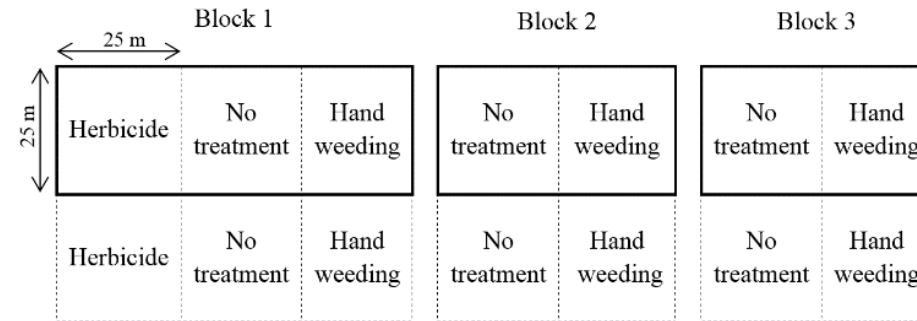 Block 1
Block 2
Block 3
25 m
25 m
Herbicide
No
treatment
Hand
weeding
No
treatment
Hand
weeding
No
treatment
Hand
weeding
Herbicide
No
treatment
Hand
weeding
No
treatment
Hand
weeding
No
treatment
Hand
weeding